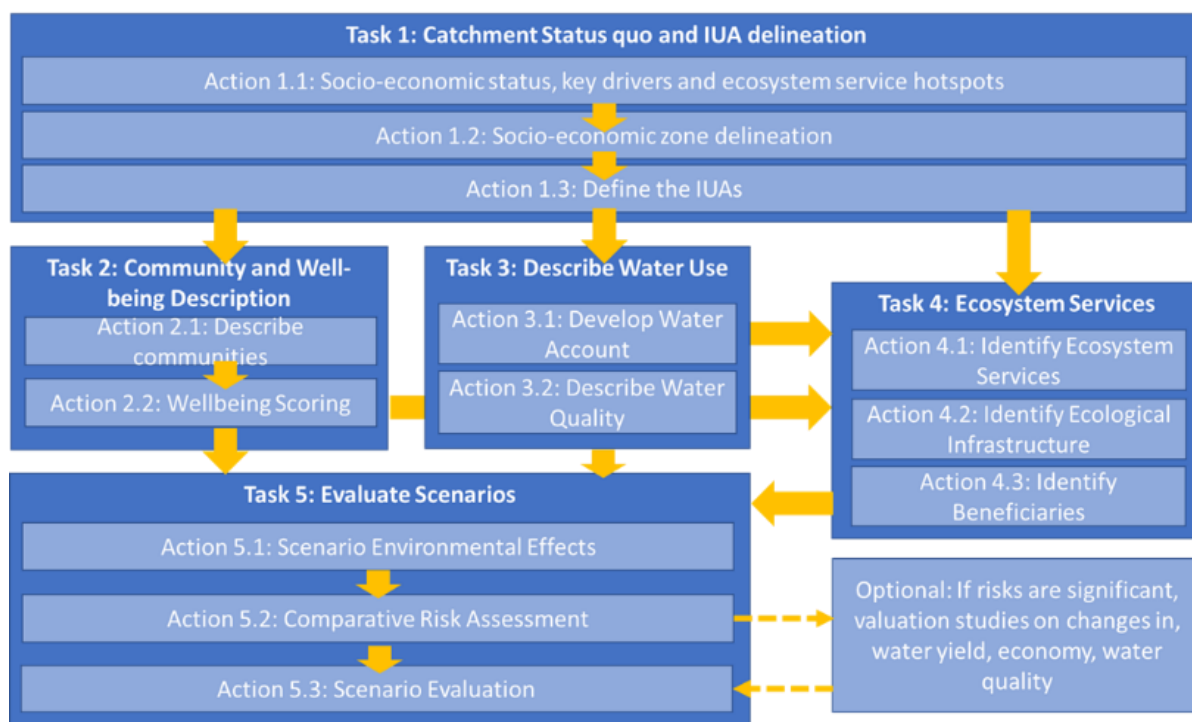 Task 1: Catchment Status quo and IUA delineation
Action 1.1: Socio-economic status, key drivers and ecosystem service hotspots
Action 1.2: Socio-economic zone delineation
Action 1.3: Define the IUAs
Task 2: Community and Well-
being Description
Action 2.1: Describe
communities
Action 2.2: Wellbeing Scoring
Task 3: Describe Water Use
Action 3.1: Develop Water
Account
Action 3.2: Describe Water
Quality
Task 4: Ecosystem Services
Action 4.1: Identify Ecosystem
Services
Action 4.2: Identify Ecological
Infrastructure
Action 4.3: Identify
Beneficiaries
Task 5: Evaluate Scenarios
Action 5.1: Scenario Environmental Effects
Action 5.2: Comparative Risk Assessment
Action 5.3: Scenario Evaluation
Optional: If risks are significant,
valuation studies on changes in,
water yield, economy, water
quality